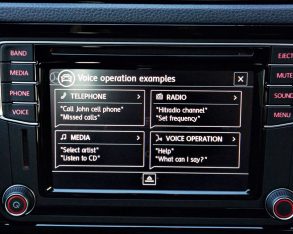 BAND
MEDIA
PHONE
VOICE
Voice operation examples
TELEPHONE >
"Call John cell phone"
"Missed calls"
RADIO >
"Hitradio channel"
"Set frequency"
MEDIA >
"Select artist"
"Listen to CD"
VOICE OPERATION >
"Help"
"What can I say?"
EJECT
MUTE
SOUND
MENU